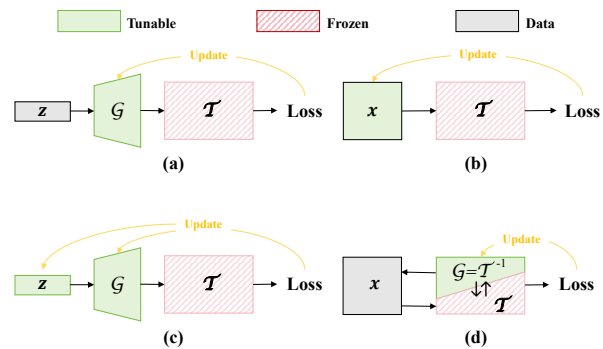 Tunable Frozen Data
Update
z 𝒢 𝒯 Loss
(a)
Update
x 𝒯 Loss
(b)
Update
z 𝒢 𝒯 Loss
(c)
Update
x 𝒢=𝒯⁻¹ Loss
↓↑
𝒯
(d)